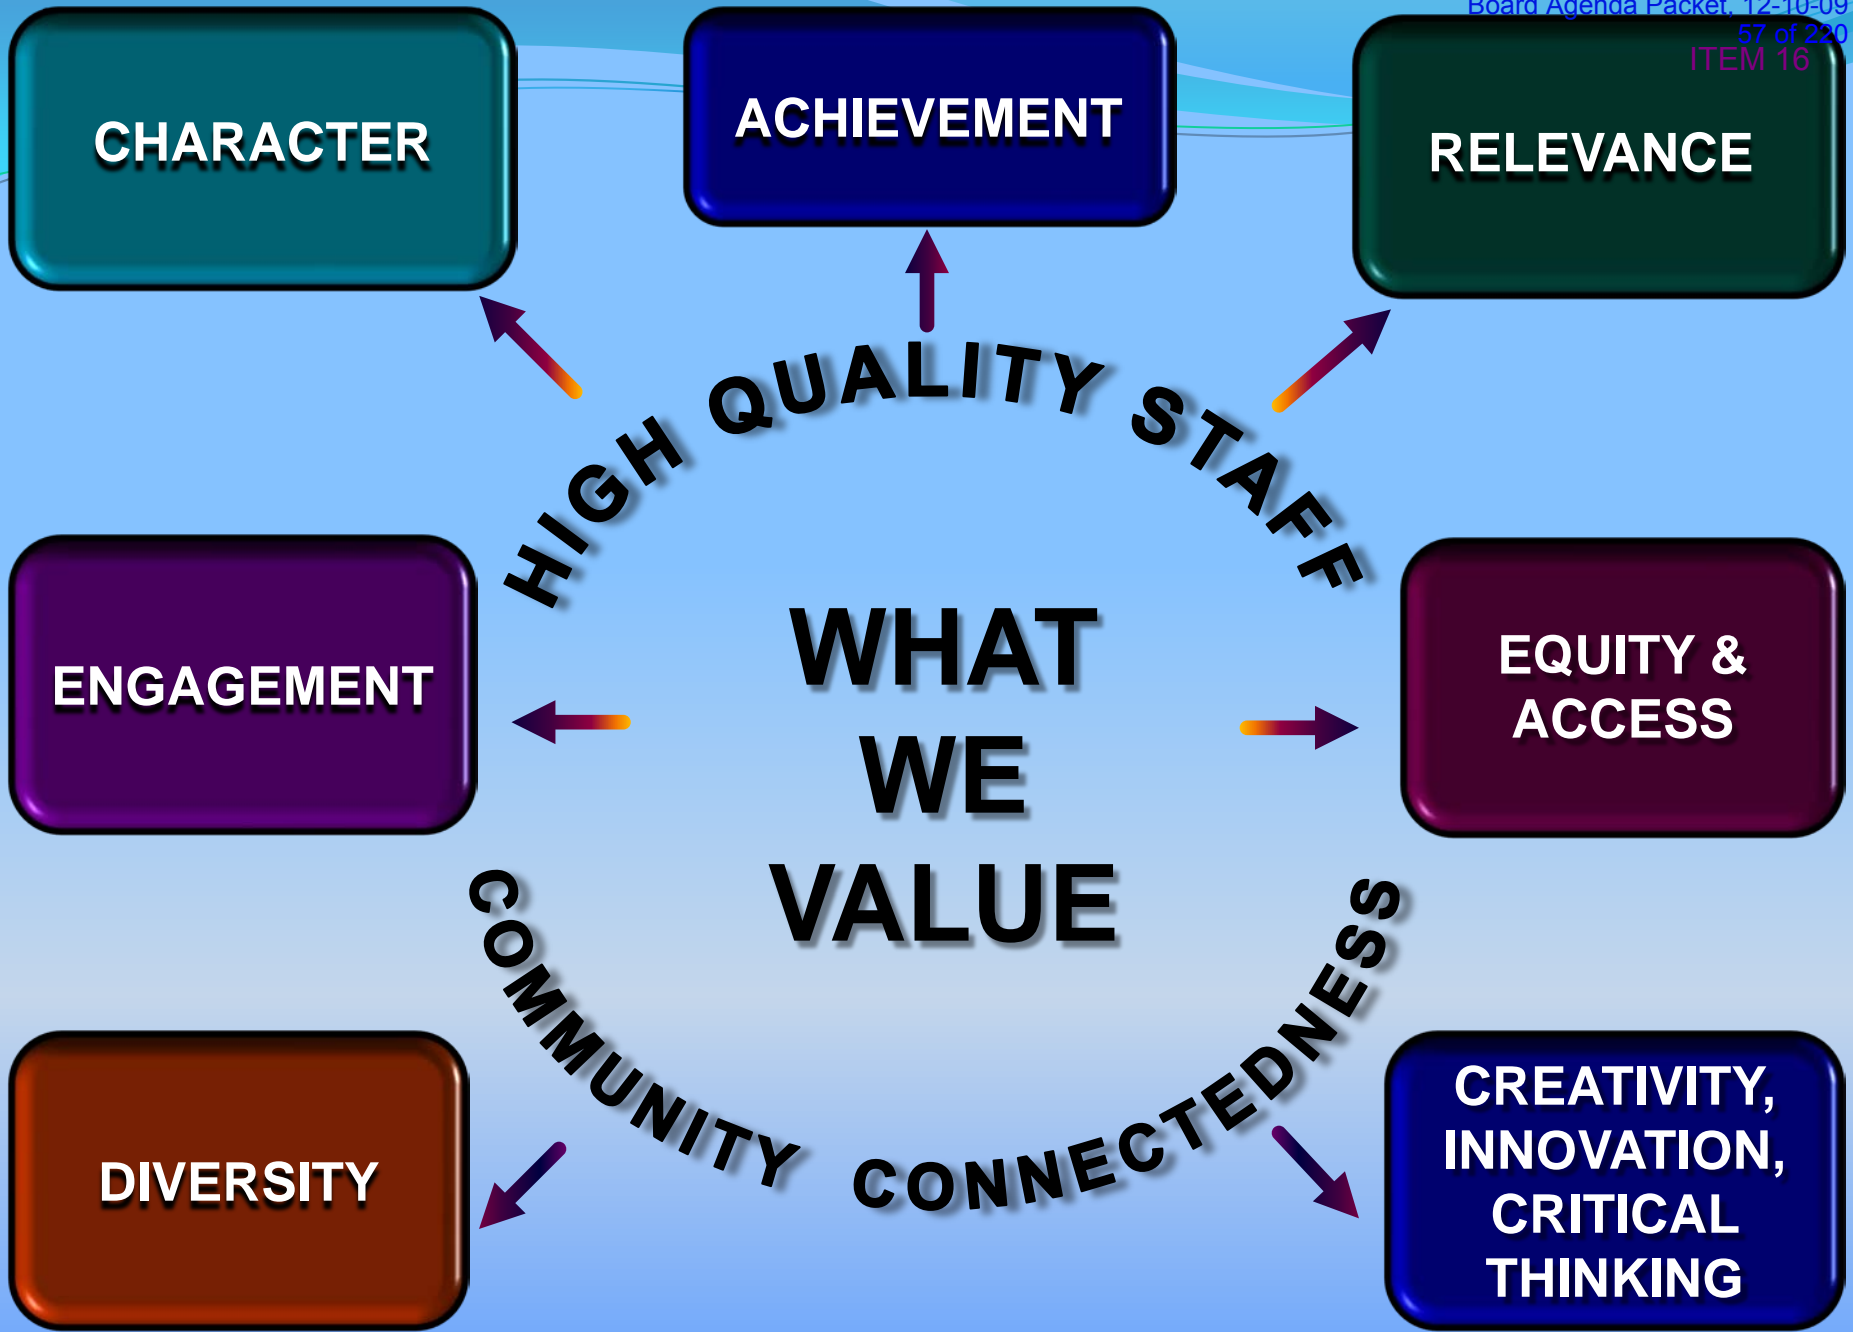 Board Agenda Packet, 12-10-09
57 of 220
ITEM 16
CHARACTER
ACHIEVEMENT
RELEVANCE
HIGH QUALITY STAFF
ENGAGEMENT
WHAT
WE
VALUE
EQUITY &
ACCESS
COMMUNITY CONNECTEDNESS
DIVERSITY
CREATIVITY,
INNOVATION,
CRITICAL
THINKING